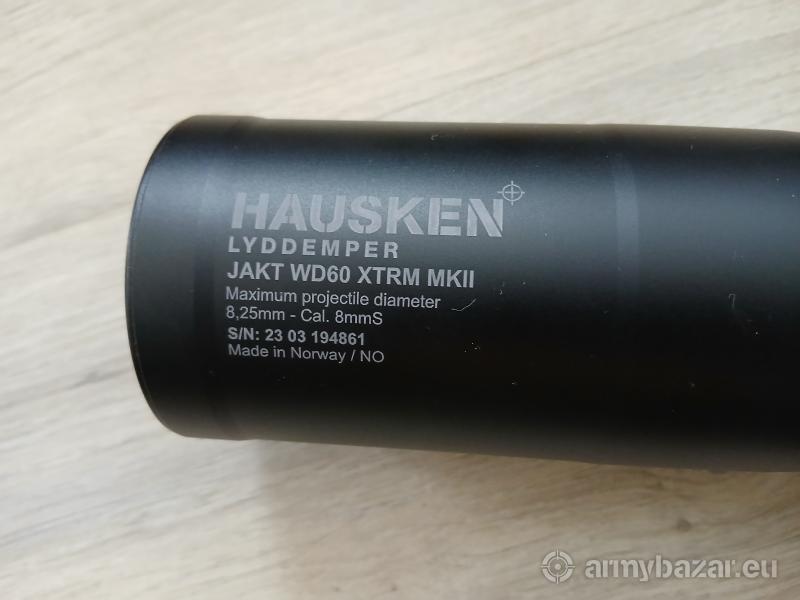 HAUSKEN
LYDDEMPER
JAKT WD60 XTRM MKII
Maximum projectile diameter
8,25mm - Cal. 8mmS
S/N: 23 03 194861
Made in Norway / NO
armybazar.eu